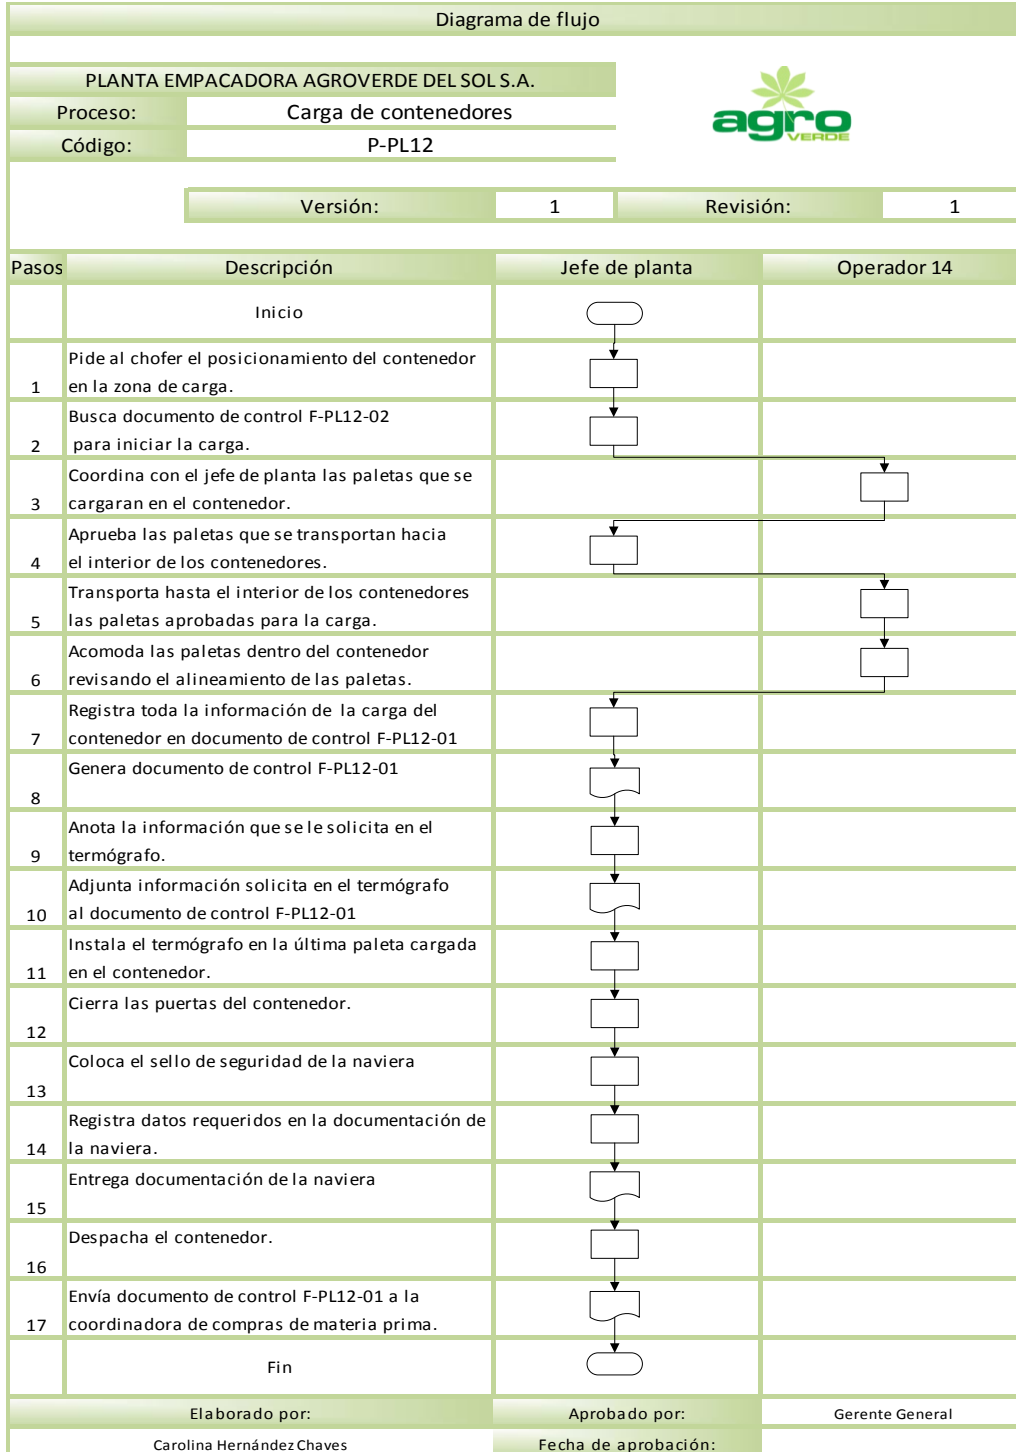 Diagrama de flujo
PLANTA EMPACADORA AGROVERDE DEL SOL S.A.
Proceso: Carga de contenedores
Código: P-PL12
agro
VERDE
Versión: 1 Revisión: 1
Pasos Descripción Jefe de planta Operador 14
Inicio
Pide al chofer el posicionamiento del contenedor
1 en la zona de carga.
Busca documento de control F-PL12-02
2 para iniciar la carga.
Coordina con el jefe de planta las paletas que se
3 cargaran en el contenedor.
Aprueba las paletas que se transportan hacia
4 el interior de los contenedores.
Transporta hasta el interior de los contenedores
5 las paletas aprobadas para la carga.
Acomoda las paletas dentro del contenedor
6 revisando el alineamiento de las paletas.
Registra toda la información de la carga del
7 contenedor en documento de control F-PL12-01
Genera documento de control F-PL12-01
8
Anota la información que se le solicita en el
9 termógrafo.
Adjunta información solicita en el termógrafo
10 al documento de control F-PL12-01
Instala el termógrafo en la última paleta cargada
11 en el contenedor.
Cierra las puertas del contenedor.
12
Coloca el sello de seguridad de la naviera
13
Registra datos requeridos en la documentación de
14 la naviera.
Entrega documentación de la naviera
15
Despacha el contenedor.
16
Envía documento de control F-PL12-01 a la
17 coordinadora de compras de materia prima.
Fin
Elaborado por: Aprobado por: Gerente General
Carolina Hernández Chaves Fecha de aprobación: